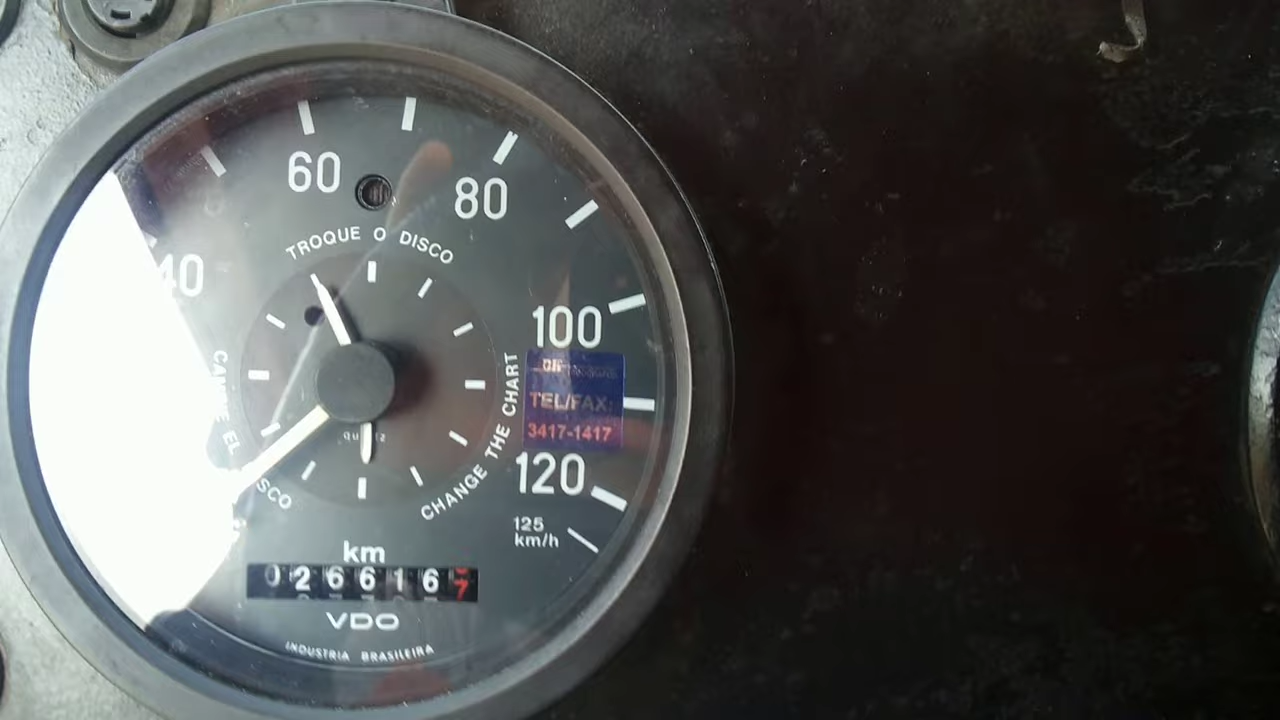 60
80
40
TROQUE O DISCO
100
TEL/FAX:
3417-1417
CHANGE THE CHART
120
125
km/h
km
0266167
VDO
INDUSTRIA BRASILEIRA